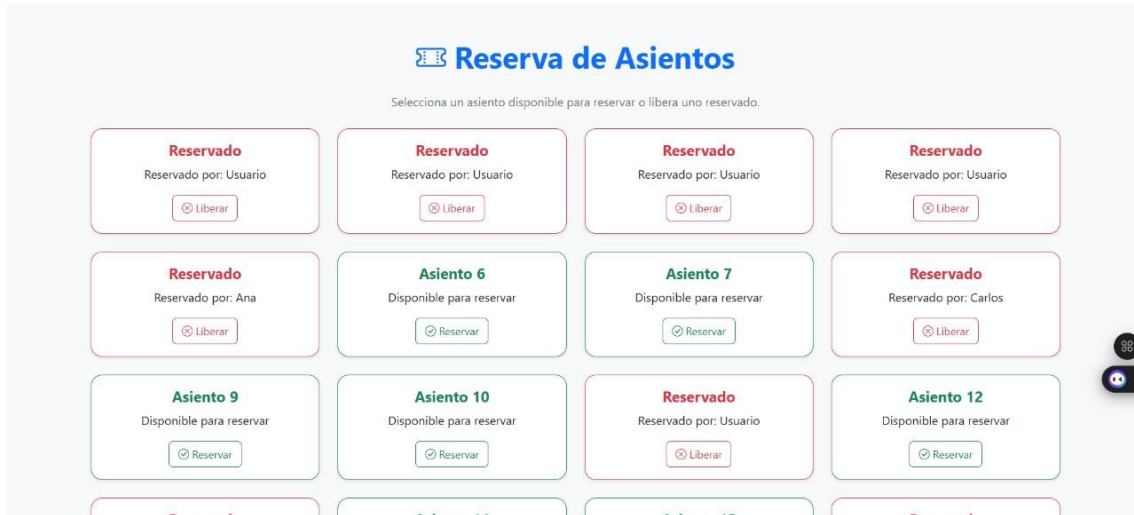 Reserva de Asientos
Selecciona un asiento disponible para reservar o libera uno reservado.
Reservado
Reservado por: Usuario
Liberar
Reservado
Reservado por: Usuario
Liberar
Reservado
Reservado por: Usuario
Liberar
Reservado
Reservado por: Usuario
Liberar
Reservado
Reservado por: Ana
Liberar
Asiento 6
Disponible para reservar
Reservar
Asiento 7
Disponible para reservar
Reservar
Reservado
Reservado por: Carlos
Liberar
Asiento 9
Disponible para reservar
Reservar
Asiento 10
Disponible para reservar
Reservar
Reservado
Reservado por: Usuario
Liberar
Asiento 12
Disponible para reservar
Reservar